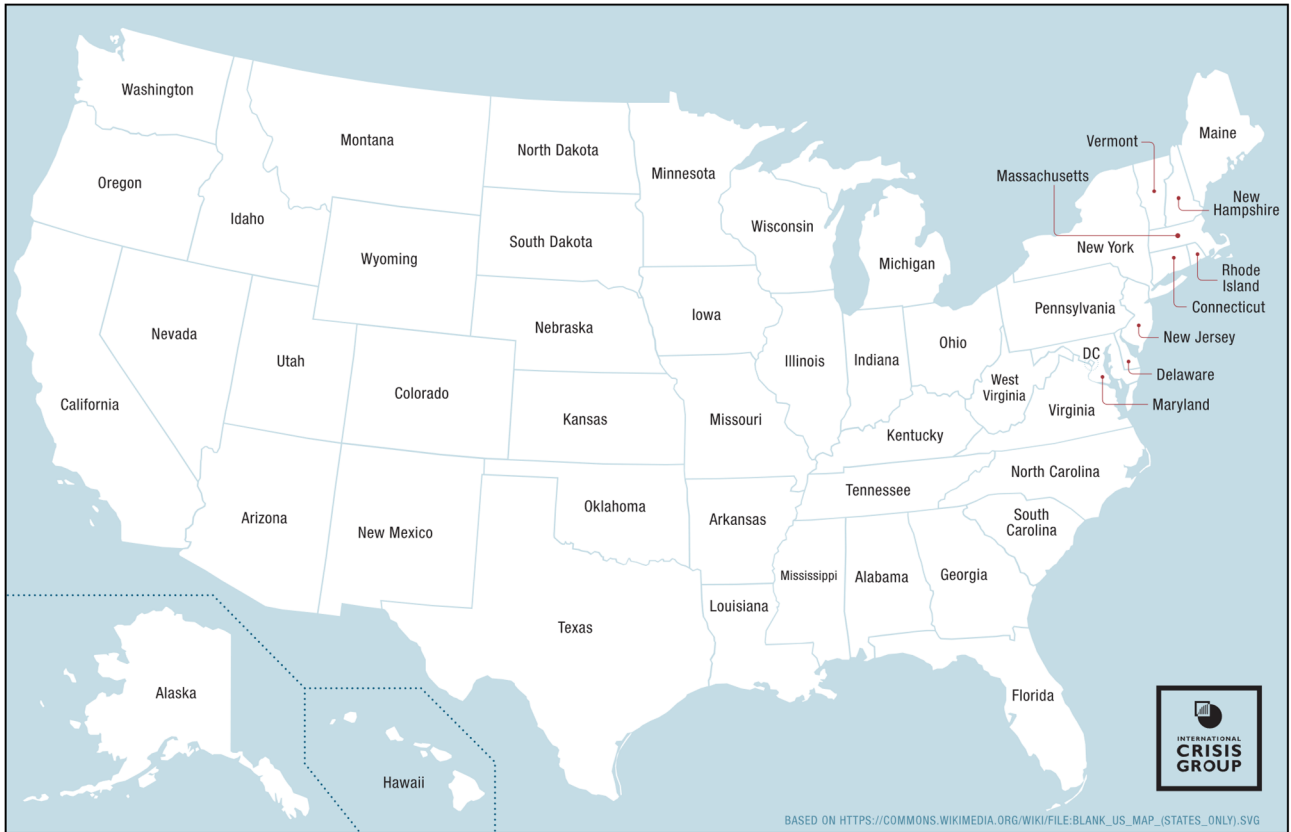 Washington
Montana
North Dakota
Minnesota
Maine
Vermont
Massachusetts
New
Hampshire
Oregon
Idaho
Wyoming
South Dakota
Wisconsin
Michigan
New York
Rhode
Island
Connecticut
Nevada
Utah
Nebraska
Iowa
Pennsylvania
New Jersey
California
Colorado
Kansas
Missouri
Illinois
Indiana
Ohio
West
Virginia
DC
Delaware
Maryland
Virginia
Kentucky
Arizona
New Mexico
Oklahoma
Arkansas
Tennessee
North Carolina
South
Carolina
Texas
Louisiana
Mississippi
Alabama
Georgia
Florida
Alaska
Hawaii
INTERNATIONAL
CRISIS
GROUP
BASED ON HTTPS://COMMONS.WIKIMEDIA.ORG/WIKI/FILE:BLANK_US_MAP_(STATES_ONLY).SVG